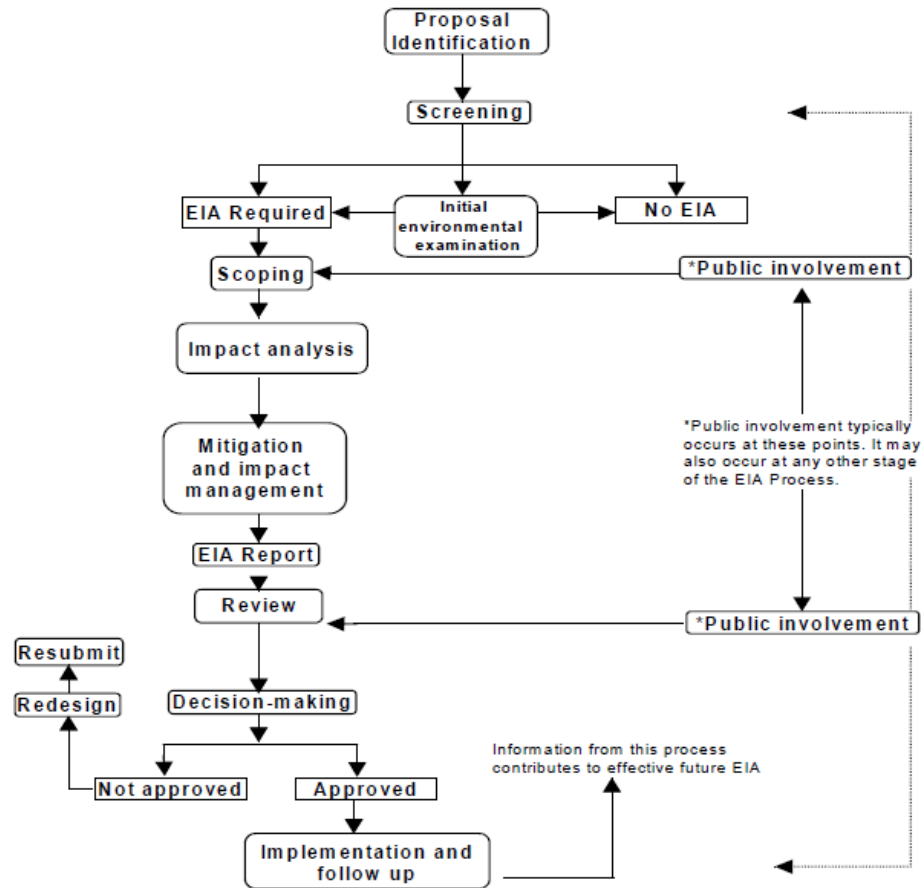 Proposal
Identification
Screening
EIA Required
Initial
environmental
examination
No EIA
Scoping
*Public involvement
Impact analysis
*Public involvement typically
occurs at these points. It may
also occur at any other stage
of the EIA Process.
Mitigation
and impact
management
EIA Report
Review
*Public involvement
Resubmit
Redesign
Decision-making
Information from this process
contributes to effective future EIA
Not approved
Approved
Implementation and
follow up